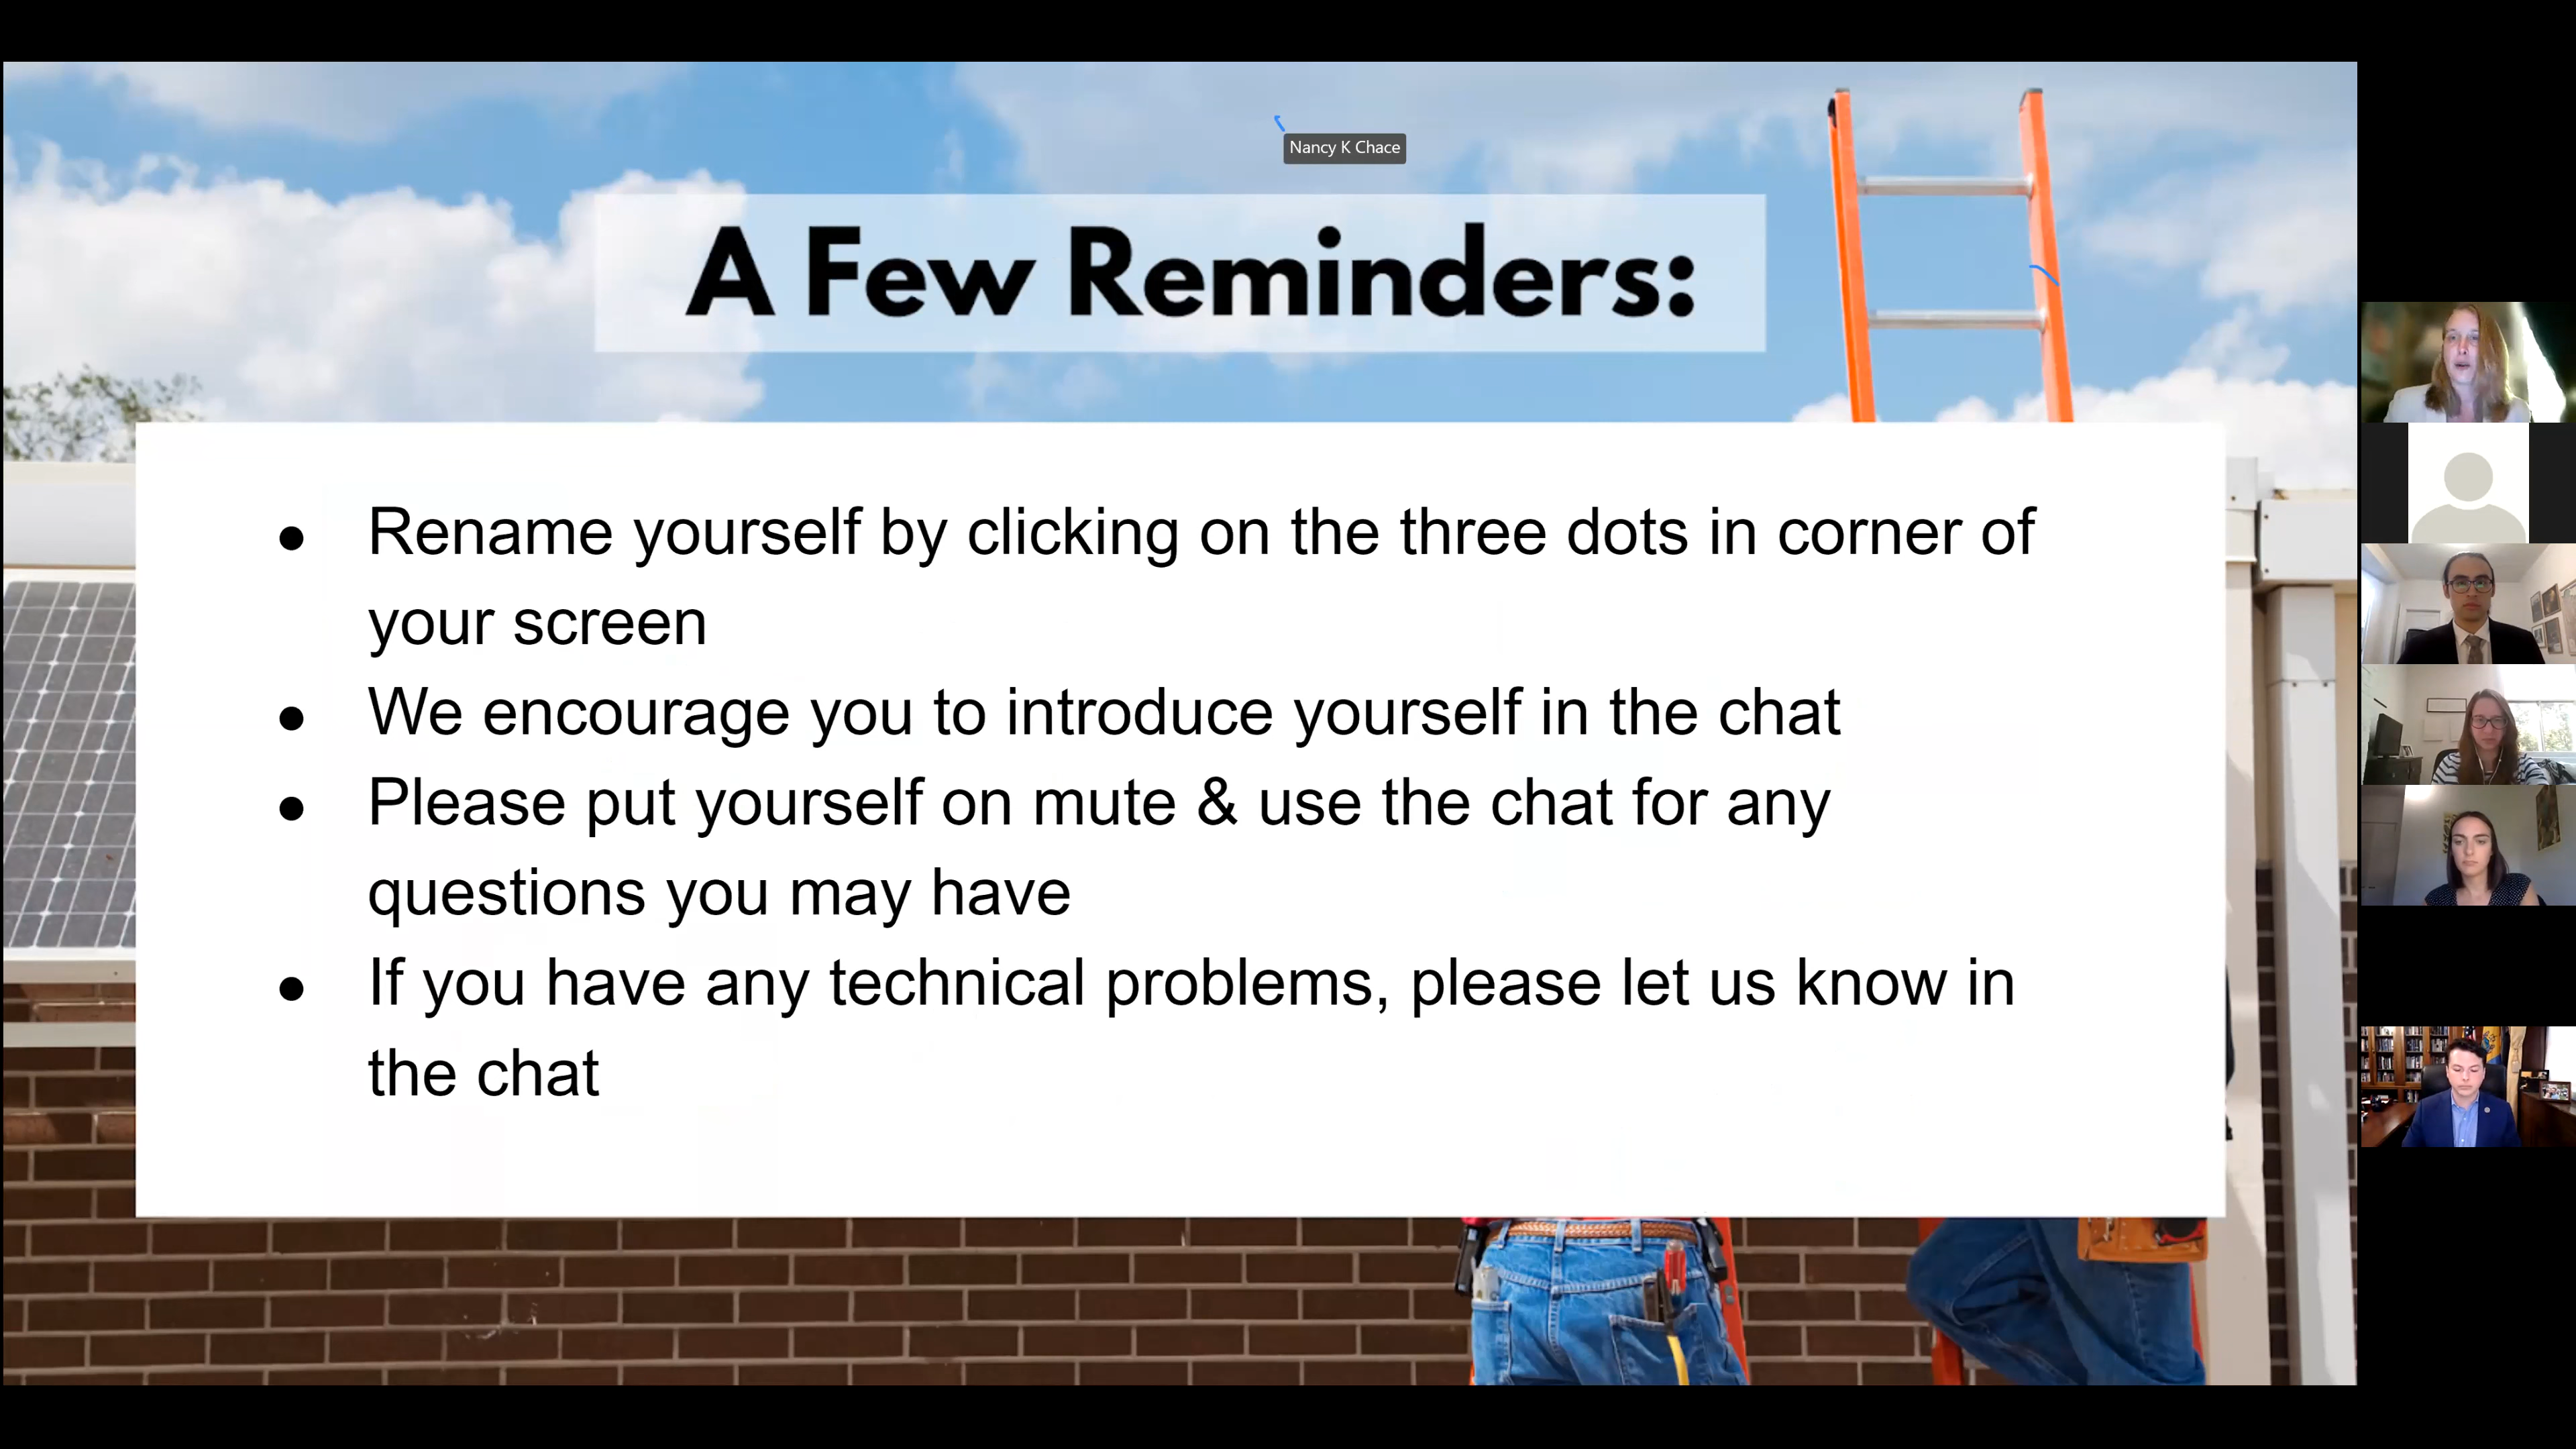 Nancy K Chace
A Few Reminders:
● Rename yourself by clicking on the three dots in corner of
your screen
● We encourage you to introduce yourself in the chat
● Please put yourself on mute & use the chat for any
questions you may have
● If you have any technical problems, please let us know in
the chat